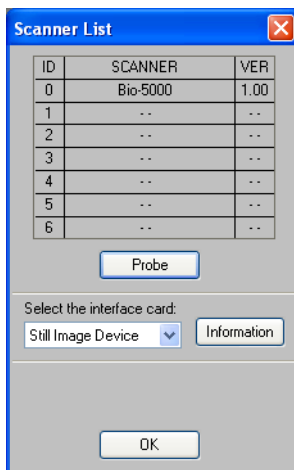 Scanner List
ID SCANNER VER
0 Bio-5000 1.00
1 - - - -
2 - - - -
3 - - - -
4 - - - -
5 - - - -
6 - - - -
Probe
Select the interface card:
Still Image Device Information
OK